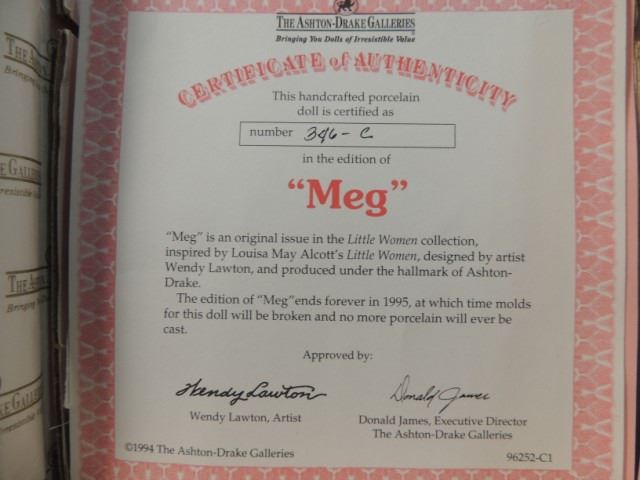 THE ASHTON-DRAKE GALLERIES
Bringing You Dolls of Irresistible Value
CERTIFICATE of AUTHENTICITY
This handcrafted porcelain
doll is certified as
number 346-C
in the edition of
"Meg"
"Meg" is an original issue in the Little Women collection,
inspired by Louisa May Alcott's Little Women, designed by artist
Wendy Lawton, and produced under the hallmark of Ashton-
Drake.
The edition of "Meg"ends forever in 1995, at which time molds
for this doll will be broken and no more porcelain will ever be
cast.
Approved by:
Wendy Lawton Donald James
Wendy Lawton, Artist Donald James, Executive Director
The Ashton-Drake Galleries
©1994 The Ashton-Drake Galleries 96252-C1